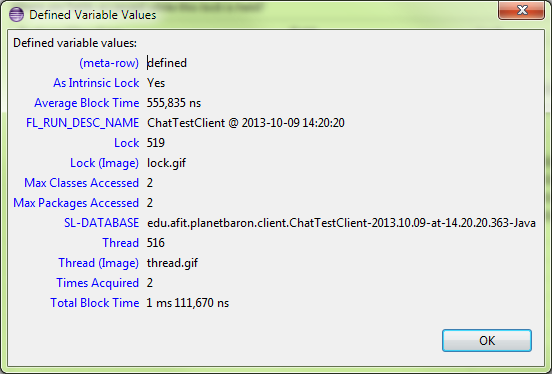 Defined Variable Values
Defined variable values:
(meta-row) defined
As Intrinsic Lock Yes
Average Block Time 555,835 ns
FL_RUN_DESC_NAME ChatTestClient @ 2013-10-09 14:20:20
Lock 519
Lock (Image) lock.gif
Max Classes Accessed 2
Max Packages Accessed 2
SL-DATABASE edu.afit.planetbaron.client.ChatTestClient-2013.10.09-at-14.20.20.363-Java
Thread 516
Thread (Image) thread.gif
Times Acquired 2
Total Block Time 1 ms 111,670 ns
OK